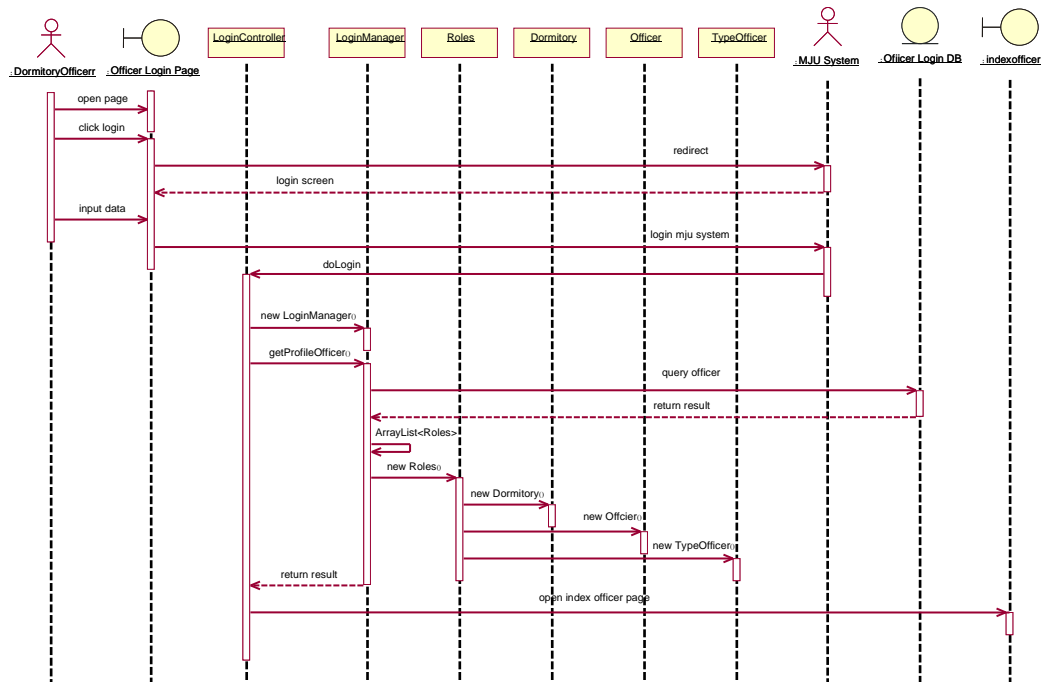 LoginController
LoginManager
Roles
Dormitory
Officer
TypeOfficer
: DormitoryOfficerr
: Officer Login Page
: MJU System
: Ofiicer Login DB
: indexofficer
open page
click login
redirect
login screen
input data
login mju system
doLogin
new LoginManager()
getProfileOfficer()
query officer
return result
ArrayList<Roles>
new Roles()
new Dormitory()
new Offcier()
new TypeOfficer()
return result
open index officer page